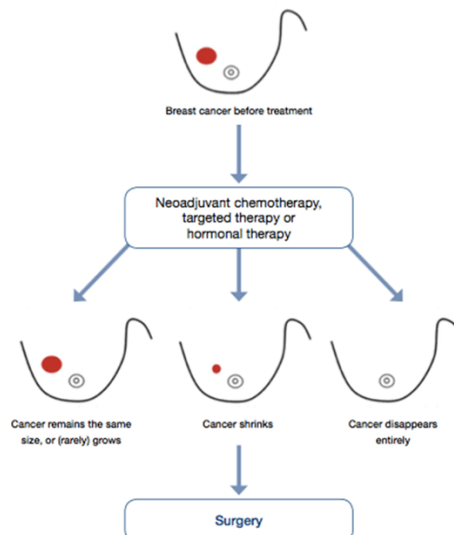 Breast cancer before treatment
Neoadjuvant chemotherapy,
targeted therapy or
hormonal therapy
Cancer remains the same
size, or (rarely) grows
Cancer shrinks
Cancer disappears
entirely
Surgery